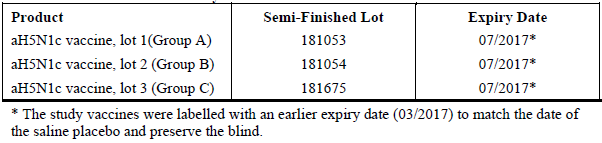 Product Semi-Finished Lot Expiry Date
aH5N1c vaccine, lot 1(Group A) 181053 07/2017*
aH5N1c vaccine, lot 2 (Group B) 181054 07/2017*
aH5N1c vaccine, lot 3 (Group C) 181675 07/2017*
* The study vaccines were labelled with an earlier expiry date (03/2017) to match the date of
the saline placebo and preserve the blind.